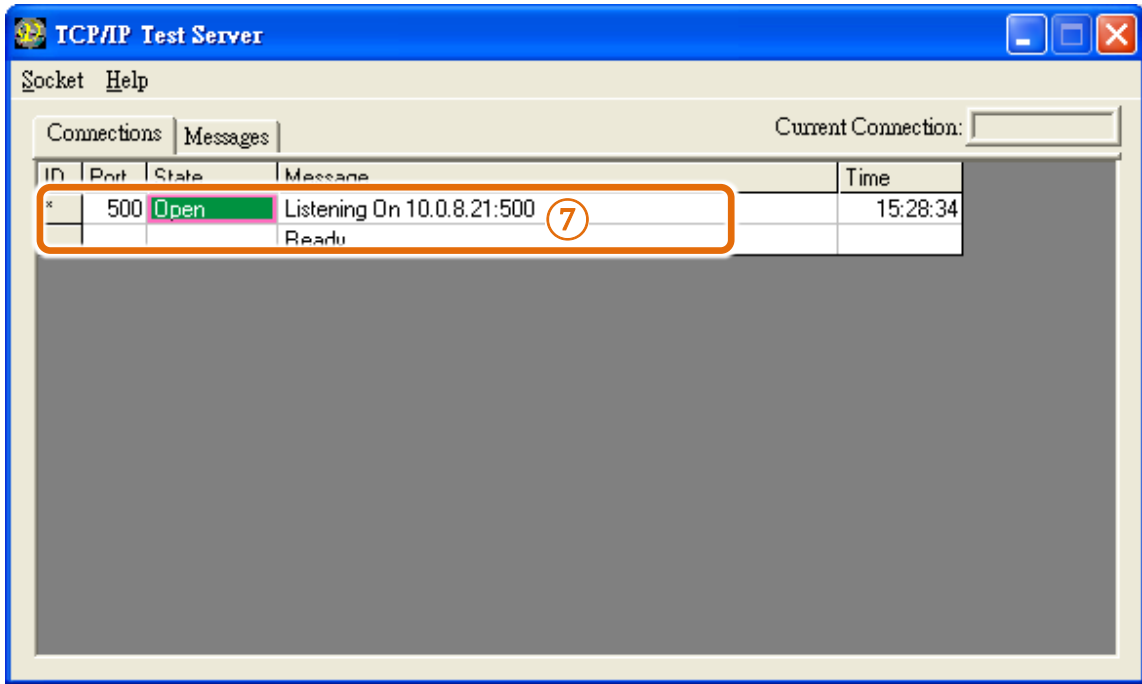 TCP/IP Test Server
Socket Help
Connections Messages Current Connection:
ID Port State Message Time
* 500 Open Listening On 10.0.8.21:500 ⑦ 15:28:34
Ready